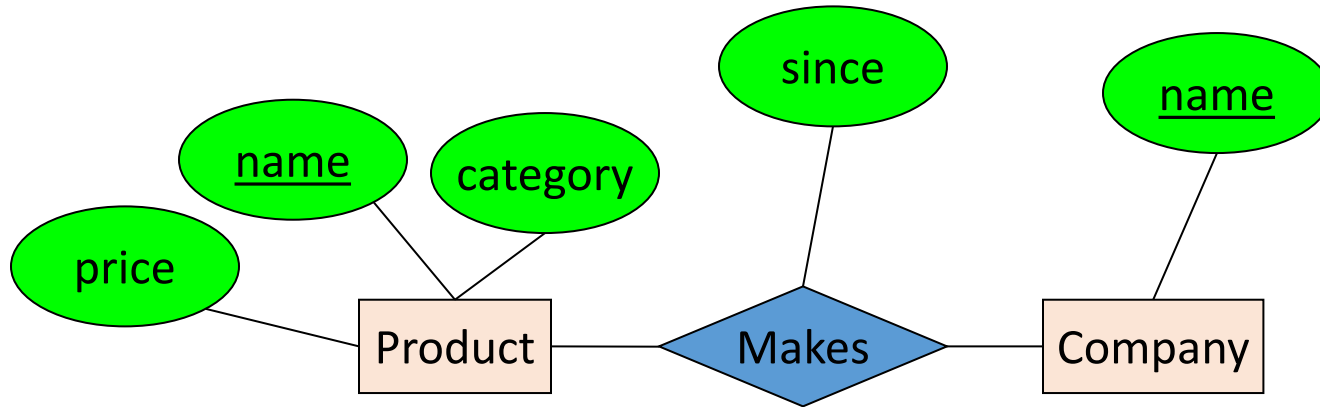 since
name
name
category
price
Product
Makes
Company